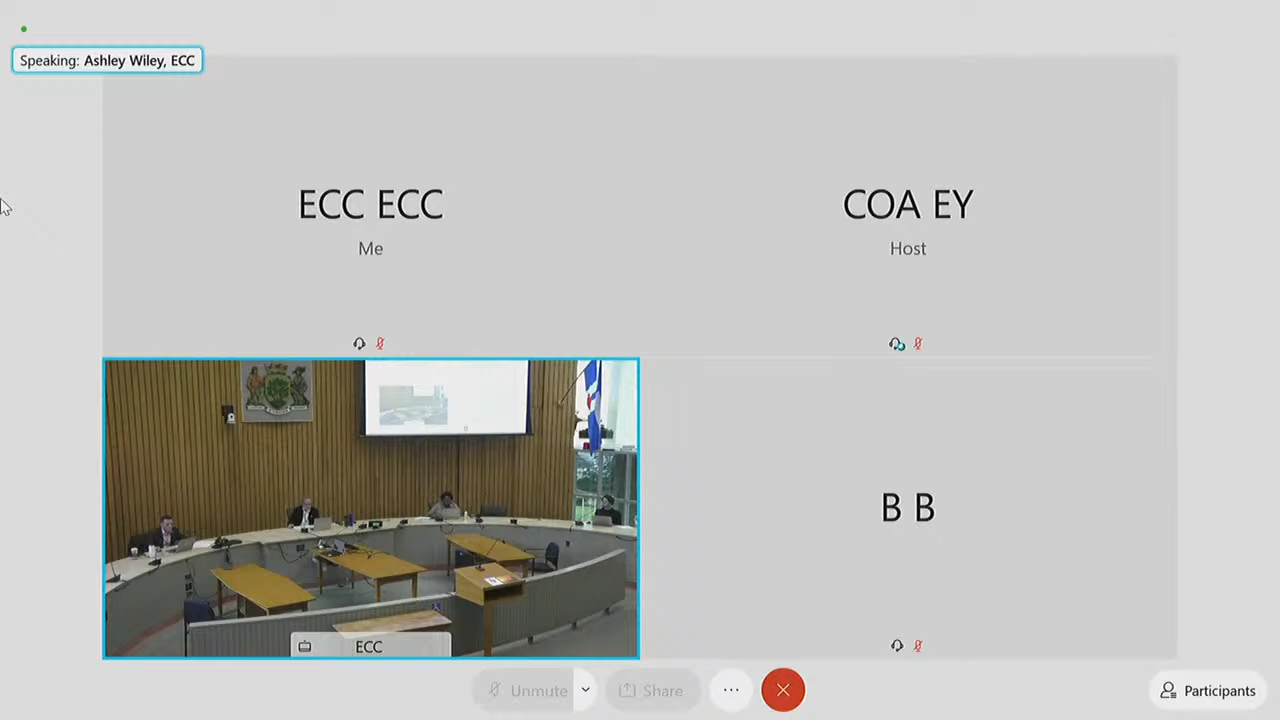 Speaking: Ashley Wiley, ECC
ECC ECC
Me
COA EY
Host
ECC
B B
Unmute
Share
Participants